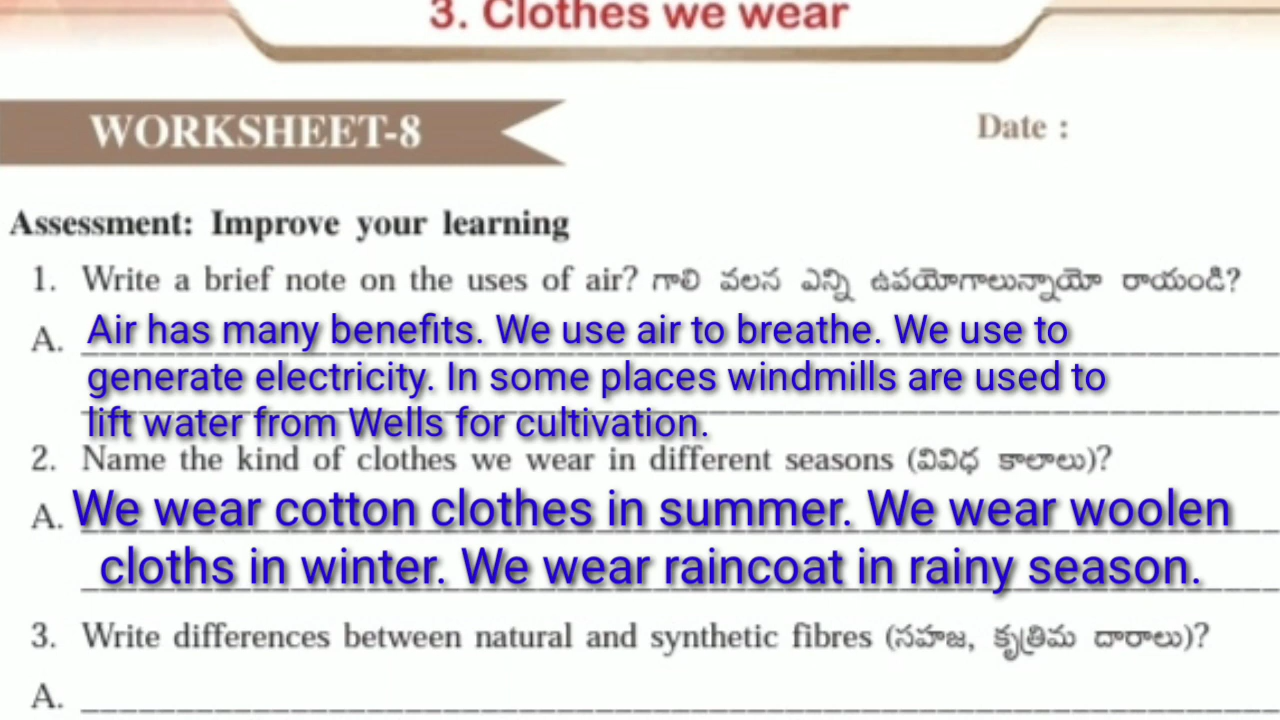 3. Clothes we wear
WORKSHEET-8
Date :
Assessment: Improve your learning
1. Write a brief note on the uses of air? గాలి వలన ఎన్ని ఉపయోగాలున్నాయో రాయండి?
A. Air has many benefits. We use air to breathe. We use to
generate electricity. In some places windmills are used to
lift water from Wells for cultivation.
2. Name the kind of clothes we wear in different seasons (వివిధ కాలాలు)?
A. We wear cotton clothes in summer. We wear woolen
cloths in winter. We wear raincoat in rainy season.
3. Write differences between natural and synthetic fibres (సహజ, కృత్రిమ దారాలు)?
A.